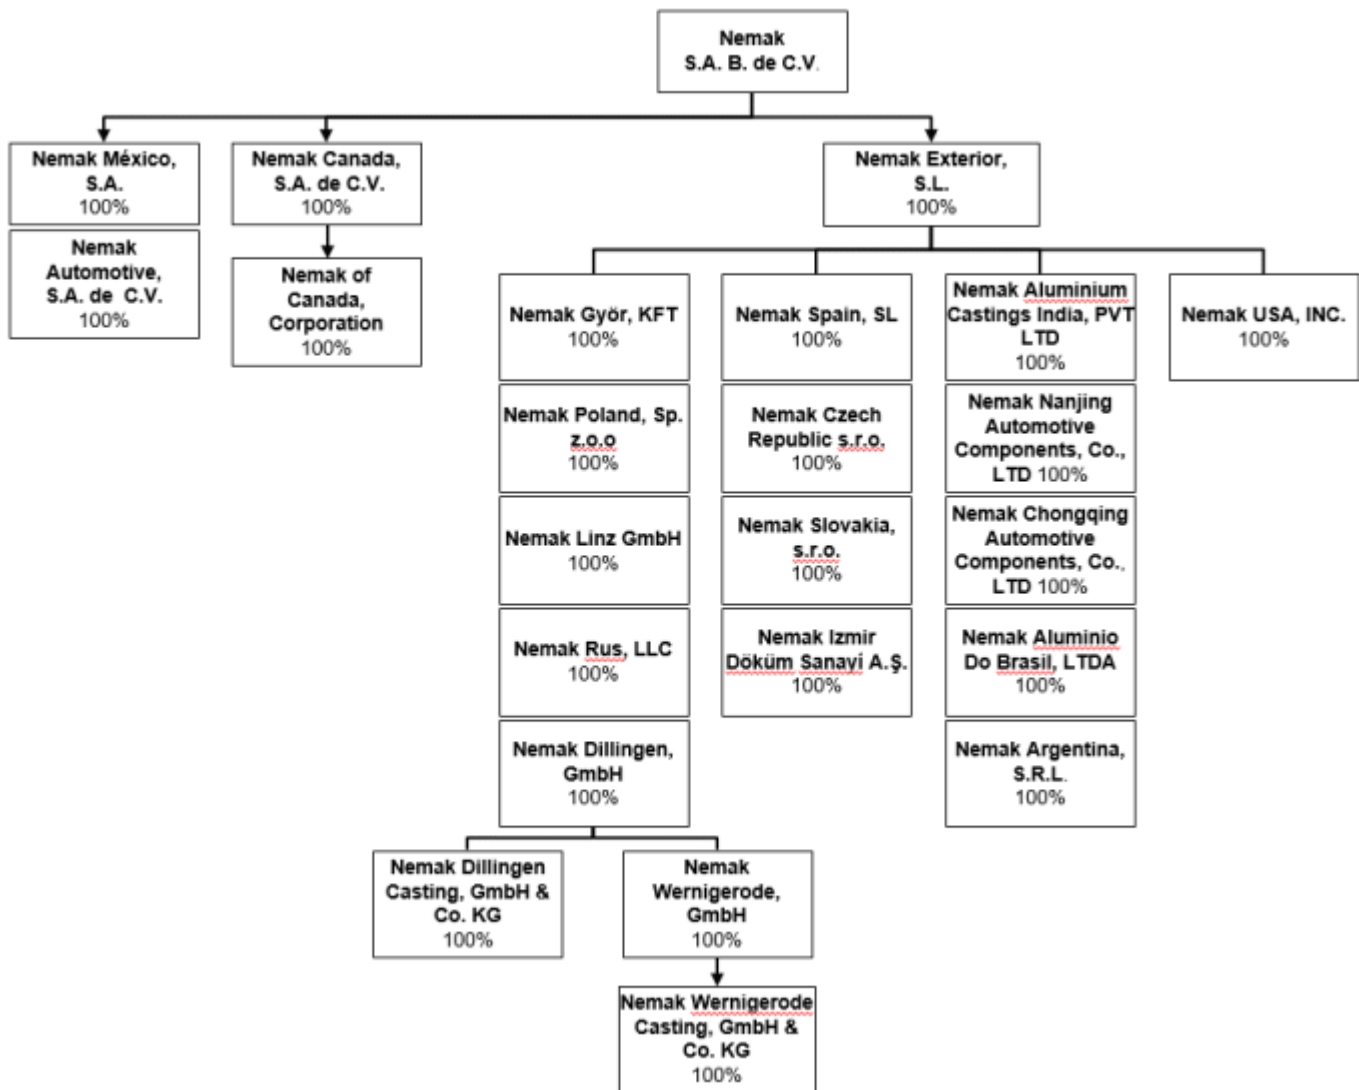 Nemak
S.A. B. de C.V.
Nemak México,
S.A.
100%
Nemak Canada,
S.A. de C.V.
100%
Nemak Exterior,
S.L.
100%
Nemak
Automotive,
S.A. de C.V.
100%
Nemak of
Canada,
Corporation
100%
Nemak Györ, KFT
100%
Nemak Spain, SL
100%
Nemak Aluminium
Castings India, PVT
LTD
100%
Nemak USA, INC.
100%
Nemak Poland, Sp.
z.o.o
100%
Nemak Czech
Republic s.r.o.
100%
Nemak Nanjing
Automotive
Components, Co.,
LTD 100%
Nemak Linz GmbH
100%
Nemak Slovakia,
s.r.o.
100%
Nemak Chongqing
Automotive
Components, Co.,
LTD 100%
Nemak Rus, LLC
100%
Nemak Izmir
Döküm Sanayi A.Ş.
100%
Nemak Aluminio
Do Brasil, LTDA
100%
Nemak Dillingen,
GmbH
100%
Nemak Argentina,
S.R.L.
100%
Nemak Dillingen
Casting, GmbH &
Co. KG
100%
Nemak
Wernigerode,
GmbH
100%
Nemak Wernigerode
Casting, GmbH &
Co. KG
100%